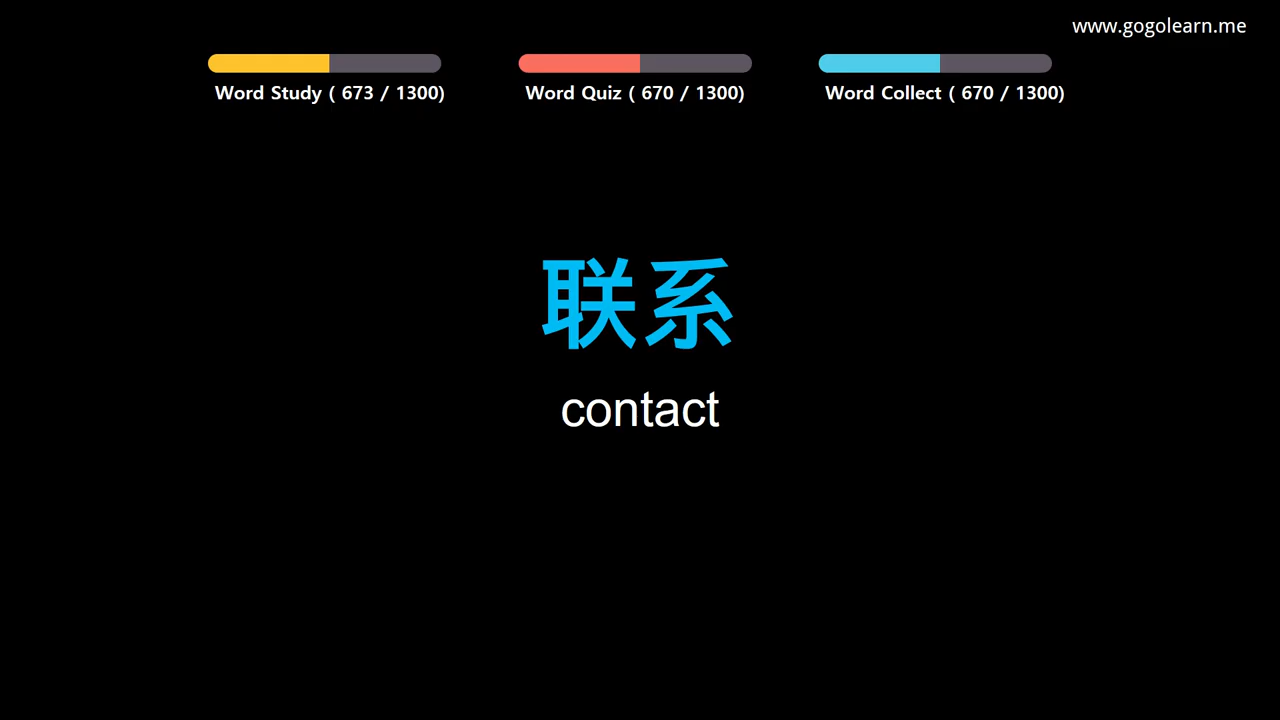 www.gogolearn.me
Word Study ( 673 / 1300)
Word Quiz ( 670 / 1300)
Word Collect ( 670 / 1300)
联系
contact